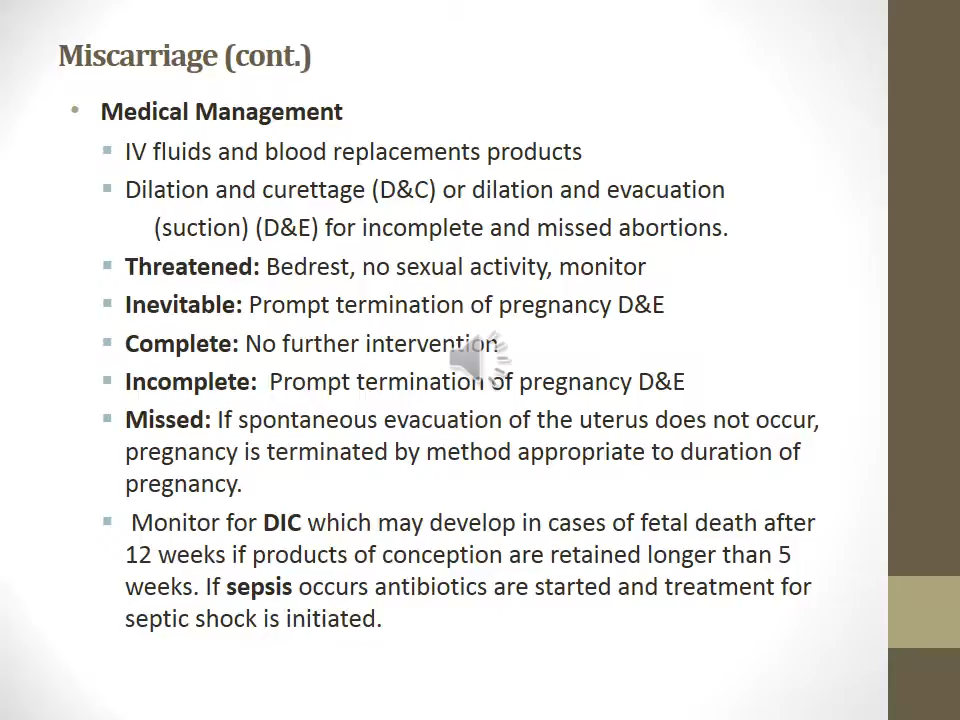 Miscarriage (cont.)
• Medical Management
▪ IV fluids and blood replacements products
▪ Dilation and curettage (D&C) or dilation and evacuation
(suction) (D&E) for incomplete and missed abortions.
▪ Threatened: Bedrest, no sexual activity, monitor
▪ Inevitable: Prompt termination of pregnancy D&E
▪ Complete: No further intervention
▪ Incomplete:  Prompt termination of pregnancy D&E
▪ Missed: If spontaneous evacuation of the uterus does not occur,
pregnancy is terminated by method appropriate to duration of
pregnancy.
▪ Monitor for DIC which may develop in cases of fetal death after
12 weeks if products of conception are retained longer than 5
weeks. If sepsis occurs antibiotics are started and treatment for
septic shock is initiated.